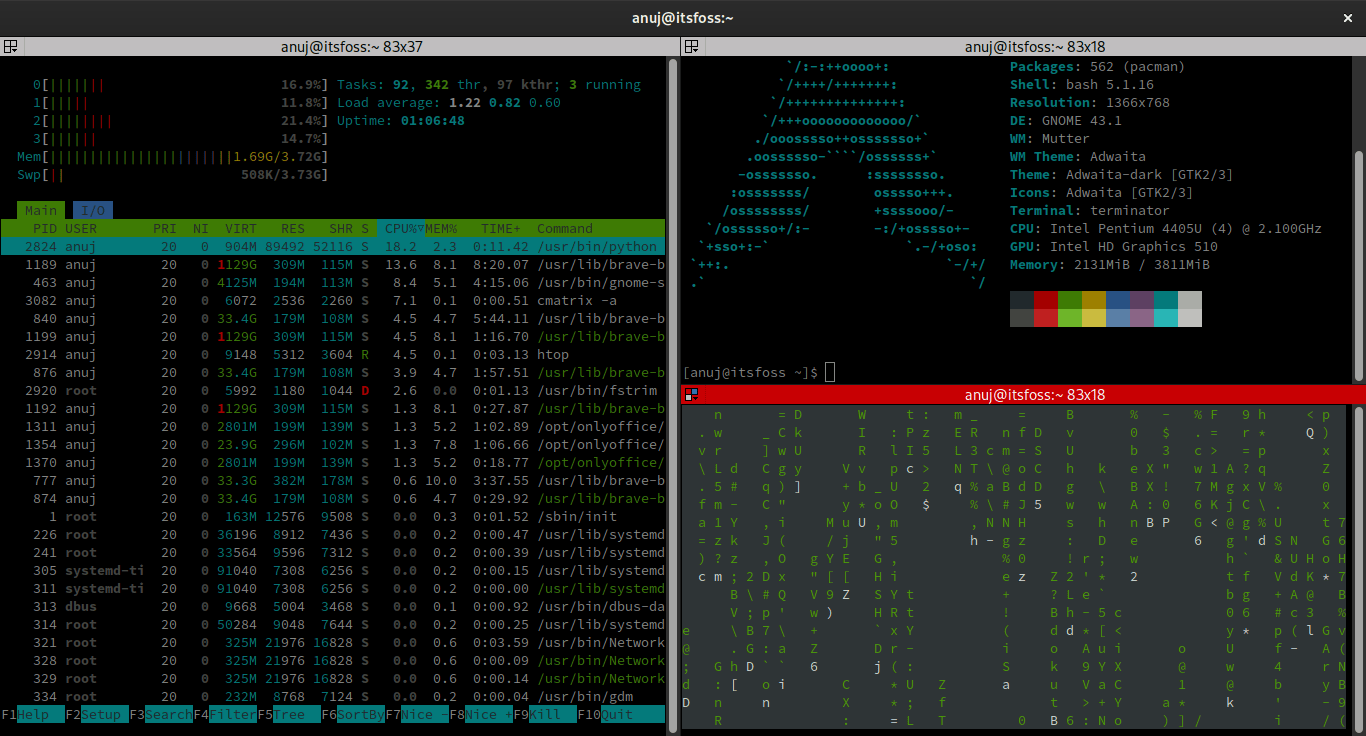 anuj@itsfoss:~
anuj@itsfoss:~ 83x37
0[|||||||| 16.9%] Tasks: 92, 342 thr, 97 kthr; 3 running
1[||||| 11.8%] Load average: 1.22 0.82 0.60
2[||||||||| 21.4%] Uptime: 01:06:48
3[|||||| 14.7%]
Mem[|||||||||||||||||||||||1.69G/3.72G]
Swp[|| 508K/3.73G]
Main I/O
PID USER PRI NI VIRT RES SHR S CPU%▽MEM% TIME+ Command
2824 anuj 20 0 904M 89492 52116 S 18.2 2.3 0:11.42 /usr/bin/python
1189 anuj 20 0 1129G 309M 115M S 13.6 8.1 8:20.07 /usr/lib/brave-b
463 anuj 20 0 4125M 194M 113M S 8.4 5.1 4:15.06 /usr/bin/gnome-s
3082 anuj 20 0 6072 2536 2260 S 7.1 0.1 0:00.51 cmatrix -a
840 anuj 20 0 33.4G 179M 108M S 4.5 4.7 5:44.11 /usr/lib/brave-b
1199 anuj 20 0 1129G 309M 115M S 4.5 8.1 1:16.70 /usr/lib/brave-b
2914 anuj 20 0 9148 5312 3604 R 4.5 0.1 0:03.13 htop
876 anuj 20 0 33.4G 179M 108M S 3.9 4.7 1:57.51 /usr/lib/brave-b
2920 root 20 0 5992 1180 1044 D 2.6 0.0 0:01.13 /usr/bin/fstrim
1192 anuj 20 0 1129G 309M 115M S 1.3 8.1 0:27.87 /usr/lib/brave-b
1311 anuj 20 0 2801M 199M 139M S 1.3 5.2 1:02.89 /opt/onlyoffice/
1354 anuj 20 0 23.9G 296M 102M S 1.3 7.8 1:06.66 /opt/onlyoffice/
1370 anuj 20 0 2801M 199M 139M S 1.3 5.2 0:18.77 /opt/onlyoffice/
777 anuj 20 0 33.3G 382M 178M S 0.6 10.0 3:37.55 /usr/lib/brave-b
874 anuj 20 0 33.4G 179M 108M S 0.6 4.7 0:29.92 /usr/lib/brave-b
1 root 20 0 163M 12576 9508 S 0.0 0.3 0:01.52 /sbin/init
226 root 20 0 36196 8912 7436 S 0.0 0.2 0:00.47 /usr/lib/systemd
241 root 20 0 33564 9596 7312 S 0.0 0.2 0:00.39 /usr/lib/systemd
305 systemd-ti 20 0 91040 7308 6256 S 0.0 0.2 0:00.15 /usr/lib/systemd
311 systemd-ti 20 0 91040 7308 6256 S 0.0 0.2 0:00.00 /usr/lib/systemd
313 dbus 20 0 9668 5004 3468 S 0.0 0.1 0:00.92 /usr/bin/dbus-da
314 root 20 0 50284 9048 7644 S 0.0 0.2 0:00.25 /usr/lib/systemd
321 root 20 0 325M 21976 16828 S 0.0 0.6 0:03.59 /usr/bin/Network
328 root 20 0 325M 21976 16828 S 0.0 0.6 0:00.09 /usr/bin/Network
329 root 20 0 325M 21976 16828 S 0.0 0.6 0:00.14 /usr/bin/Network
334 root 20 0 232M 8768 7124 S 0.0 0.2 0:00.04 /usr/bin/gdm
F1Help F2Setup F3SearchF4FilterF5Tree F6SortByF7Nice -F8Nice +F9Kill F10Quit
anuj@itsfoss:~ 83x18
Packages: 562 (pacman)
Shell: bash 5.1.16
Resolution: 1366x768
DE: GNOME 43.1
WM: Mutter
WM Theme: Adwaita
Theme: Adwaita-dark [GTK2/3]
Icons: Adwaita [GTK2/3]
Terminal: terminator
CPU: Intel Pentium 4405U (4) @ 2.100GHz
GPU: Intel HD Graphics 510
Memory: 2131MiB / 3811MiB
[anuj@itsfoss ~]$
anuj@itsfoss:~ 83x18